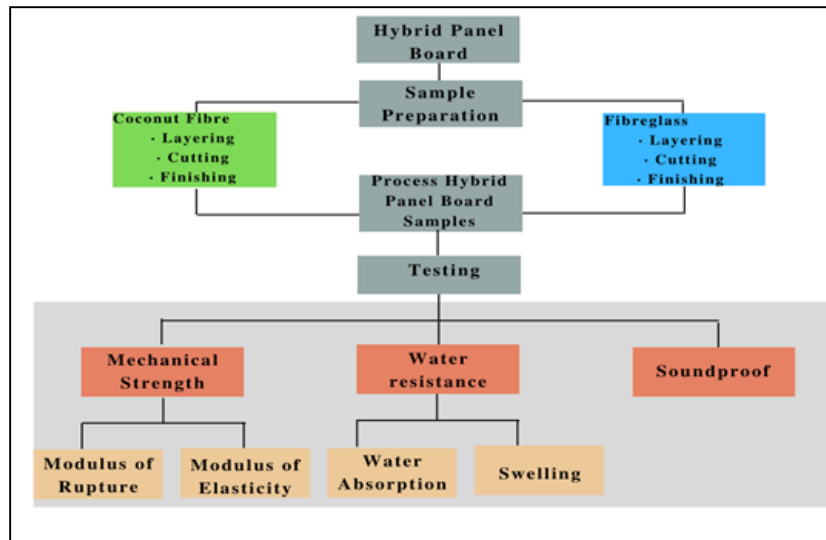 Hybrid Panel
Board
Sample
Preparation
Coconut Fibre
· Layering
· Cutting
· Finishing
Fibreglass
· Layering
· Cutting
· Finishing
Process Hybrid
Panel Board
Samples
Testing
Mechanical
Strength
Water
resistance
Soundproof
Modulus of
Rupture
Modulus of
Elasticity
Water
Absorption
Swelling